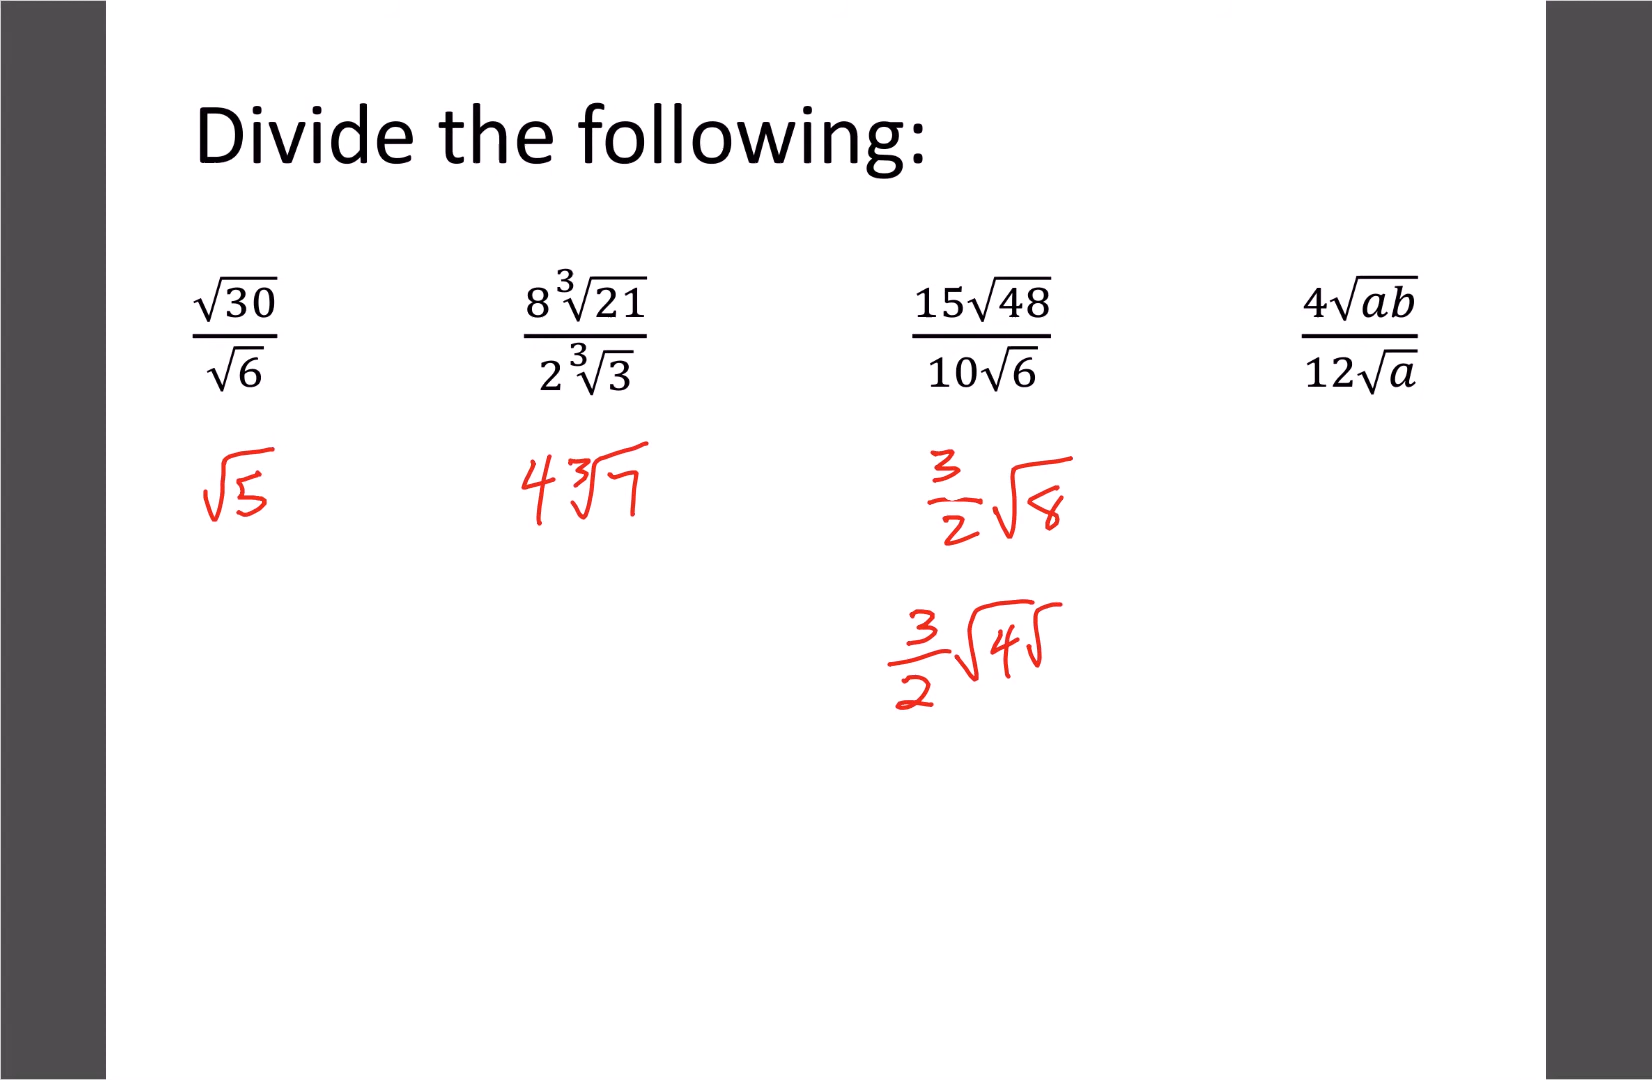 Divide the following:
√30 / √6
8∛21 / 2∛3
15√48 / 10√6
4√ab / 12√a
√5
4∛7
3/2 √8
3/2 √4 √